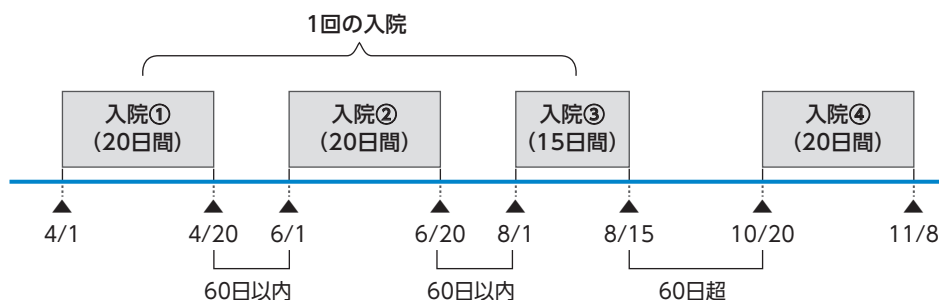 1回の入院
入院① 入院② 入院③ 入院④
(20日間) (20日間) (15日間) (20日間)
▲ ▲ ▲ ▲ ▲ ▲ ▲ ▲
4/1 4/20 6/1 6/20 8/1 8/15 10/20 11/8
60日以内 60日以内 60日超